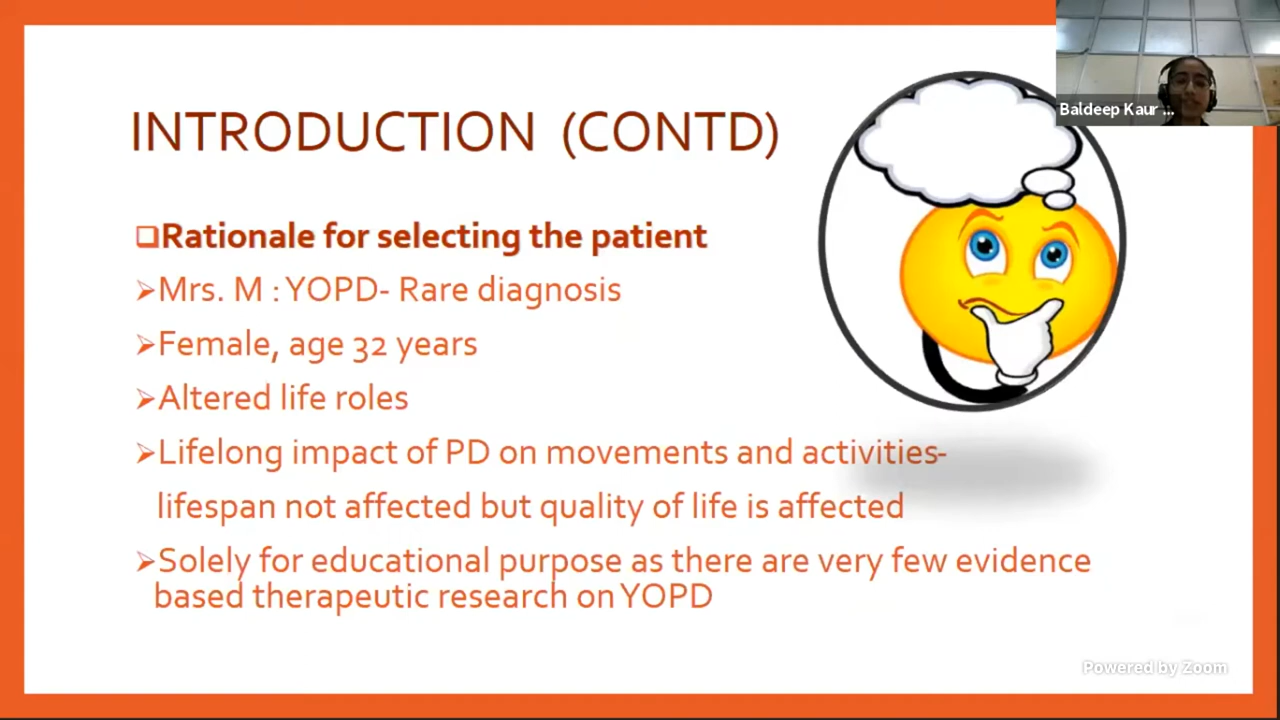 Baldeep Kaur ...
INTRODUCTION (CONTD)
❑Rationale for selecting the patient
➢Mrs. M : YOPD- Rare diagnosis
➢Female, age 32 years
➢Altered life roles
➢Lifelong impact of PD on movements and activities-
lifespan not affected but quality of life is affected
➢Solely for educational purpose as there are very few evidence
based therapeutic research on YOPD
Powered by Zoom